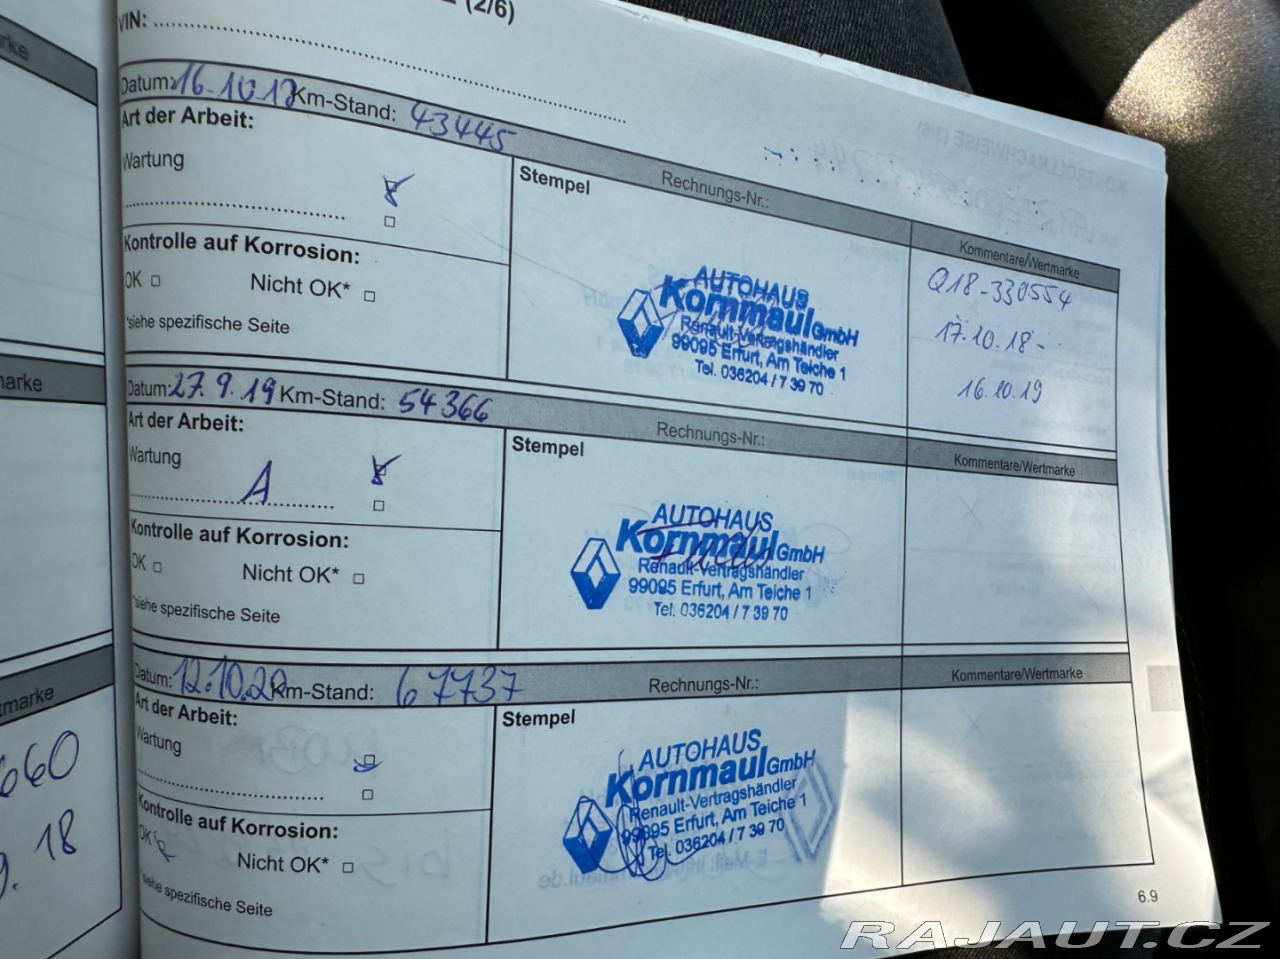 (2/6)
VIN:
Datum: 16.10.17 Km-Stand: 43445
Art der Arbeit:
Wartung
Kontrolle auf Korrosion:
OK Nicht OK*
*siehe spezifische Seite
Stempel
Rechnungs-Nr.:
AUTOHAUS
Kornmaul GmbH
Renault-Vertragshändler
99095 Erfurt, Am Teiche 1
Tel. 036204 / 7 39 70
Kommentare/Wertmarke
Q18-330554
17.10.18-
16.10.19
Datum: 27.9.19 Km-Stand: 54366
Art der Arbeit:
Wartung
A
Kontrolle auf Korrosion:
OK Nicht OK*
*siehe spezifische Seite
Stempel
Rechnungs-Nr.:
AUTOHAUS
Kornmaul GmbH
Renault-Vertragshändler
99095 Erfurt, Am Teiche 1
Tel. 036204 / 7 39 70
Kommentare/Wertmarke
Datum: 12.10.20 Km-Stand: 67737
Art der Arbeit:
Wartung
Kontrolle auf Korrosion:
OK Nicht OK*
*siehe spezifische Seite
Stempel
Rechnungs-Nr.:
AUTOHAUS
Kornmaul GmbH
Renault-Vertragshändler
99095 Erfurt, Am Teiche 1
Tel. 036204 / 7 39 70
Kommentare/Wertmarke
6.9
RAJAUT.CZ